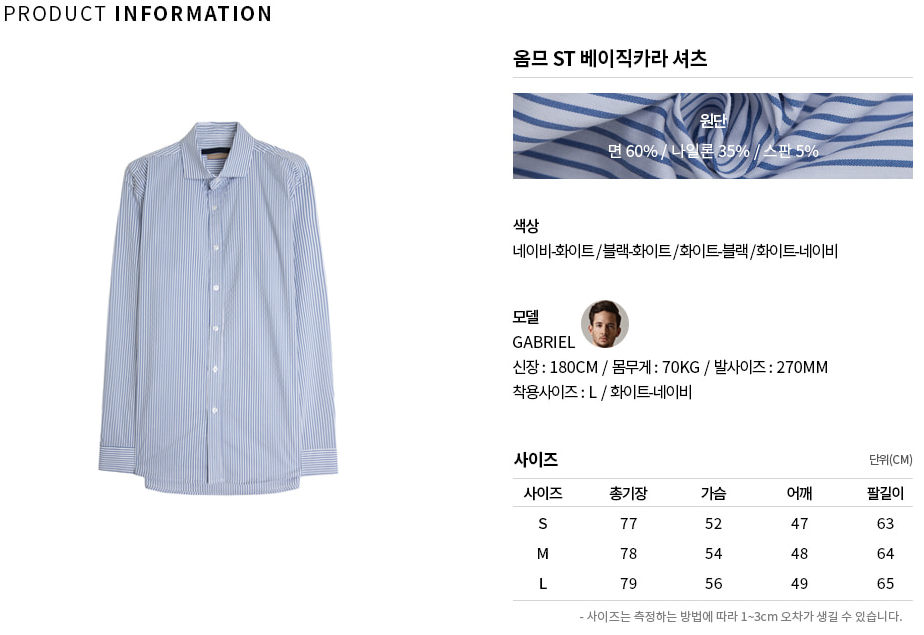 PRODUCT INFORMATION
옴므 ST 베이직카라 셔츠
원단
면 60% / 나일론 35% / 스판 5%
색상
네이비-화이트 / 블랙-화이트 / 화이트-블랙 / 화이트-네이비
모델
GABRIEL
신장 : 180CM / 몸무게 : 70KG / 발사이즈 : 270MM
착용사이즈 : L / 화이트-네이비
사이즈 단위(CM)
사이즈 총기장 가슴 어깨 팔길이
S 77 52 47 63
M 78 54 48 64
L 79 56 49 65
- 사이즈는 측정하는 방법에 따라 1~3cm 오차가 생길 수 있습니다.